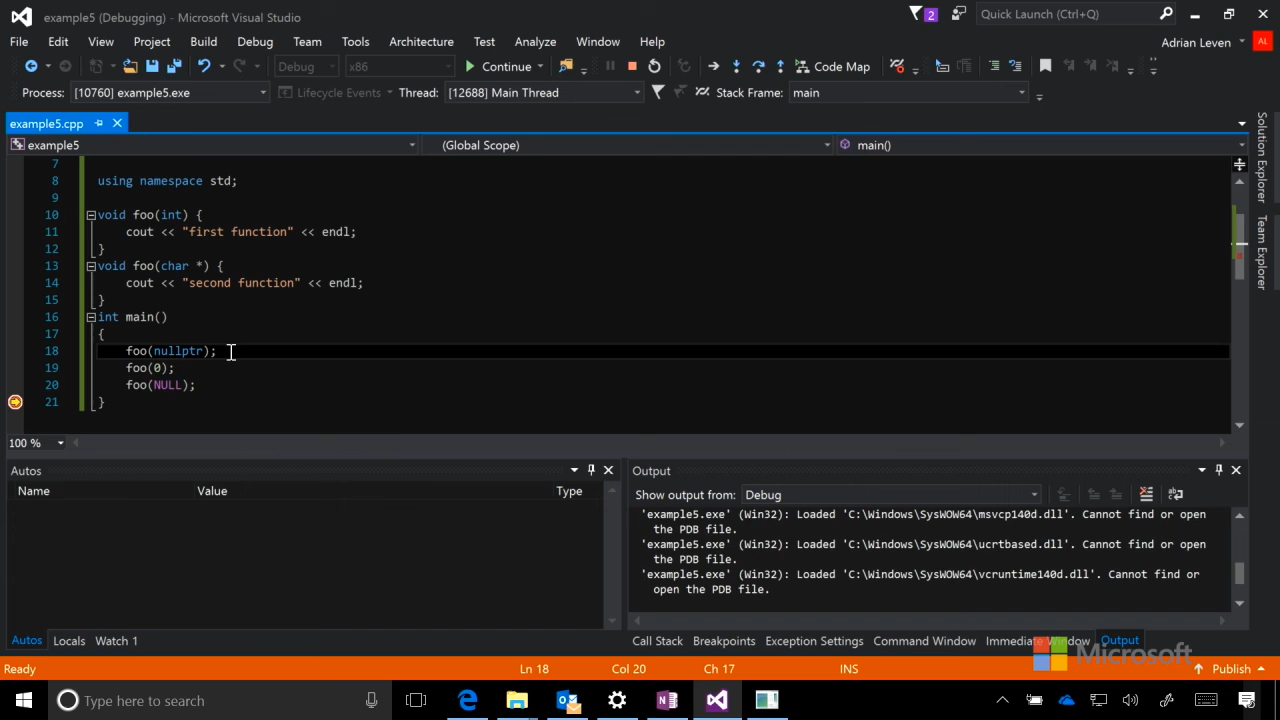 example5 (Debugging) - Microsoft Visual Studio
2
Quick Launch (Ctrl+Q)
File Edit View Project Build Debug Team Tools Architecture Test Analyze Window Help
Adrian Leven
AL
Debug x86 Continue Code Map
Process: [10760] example5.exe Lifecycle Events Thread: [12688] Main Thread Stack Frame: main
example5.cpp
example5 (Global Scope) main()
7
8 using namespace std;
9
10 void foo(int) {
11 cout << "first function" << endl;
12 }
13 void foo(char *) {
14 cout << "second function" << endl;
15 }
16 int main()
17 {
18 foo(nullptr);
19 foo(0);
20 foo(NULL);
21 }
100 %
Solution Explorer
Team Explorer
Autos
Name Value Type
Autos Locals Watch 1
Output
Show output from: Debug
'example5.exe' (Win32): Loaded 'C:\Windows\SysWOW64\msvcp140d.dll'. Cannot find or open
the PDB file.
'example5.exe' (Win32): Loaded 'C:\Windows\SysWOW64\ucrtbased.dll'. Cannot find or open
the PDB file.
'example5.exe' (Win32): Loaded 'C:\Windows\SysWOW64\vcruntime140d.dll'. Cannot find or
open the PDB file.
Call Stack Breakpoints Exception Settings Command Window Immediate Window Output
Microsoft
Ready Ln 18 Col 20 Ch 17 INS Publish
Type here to search